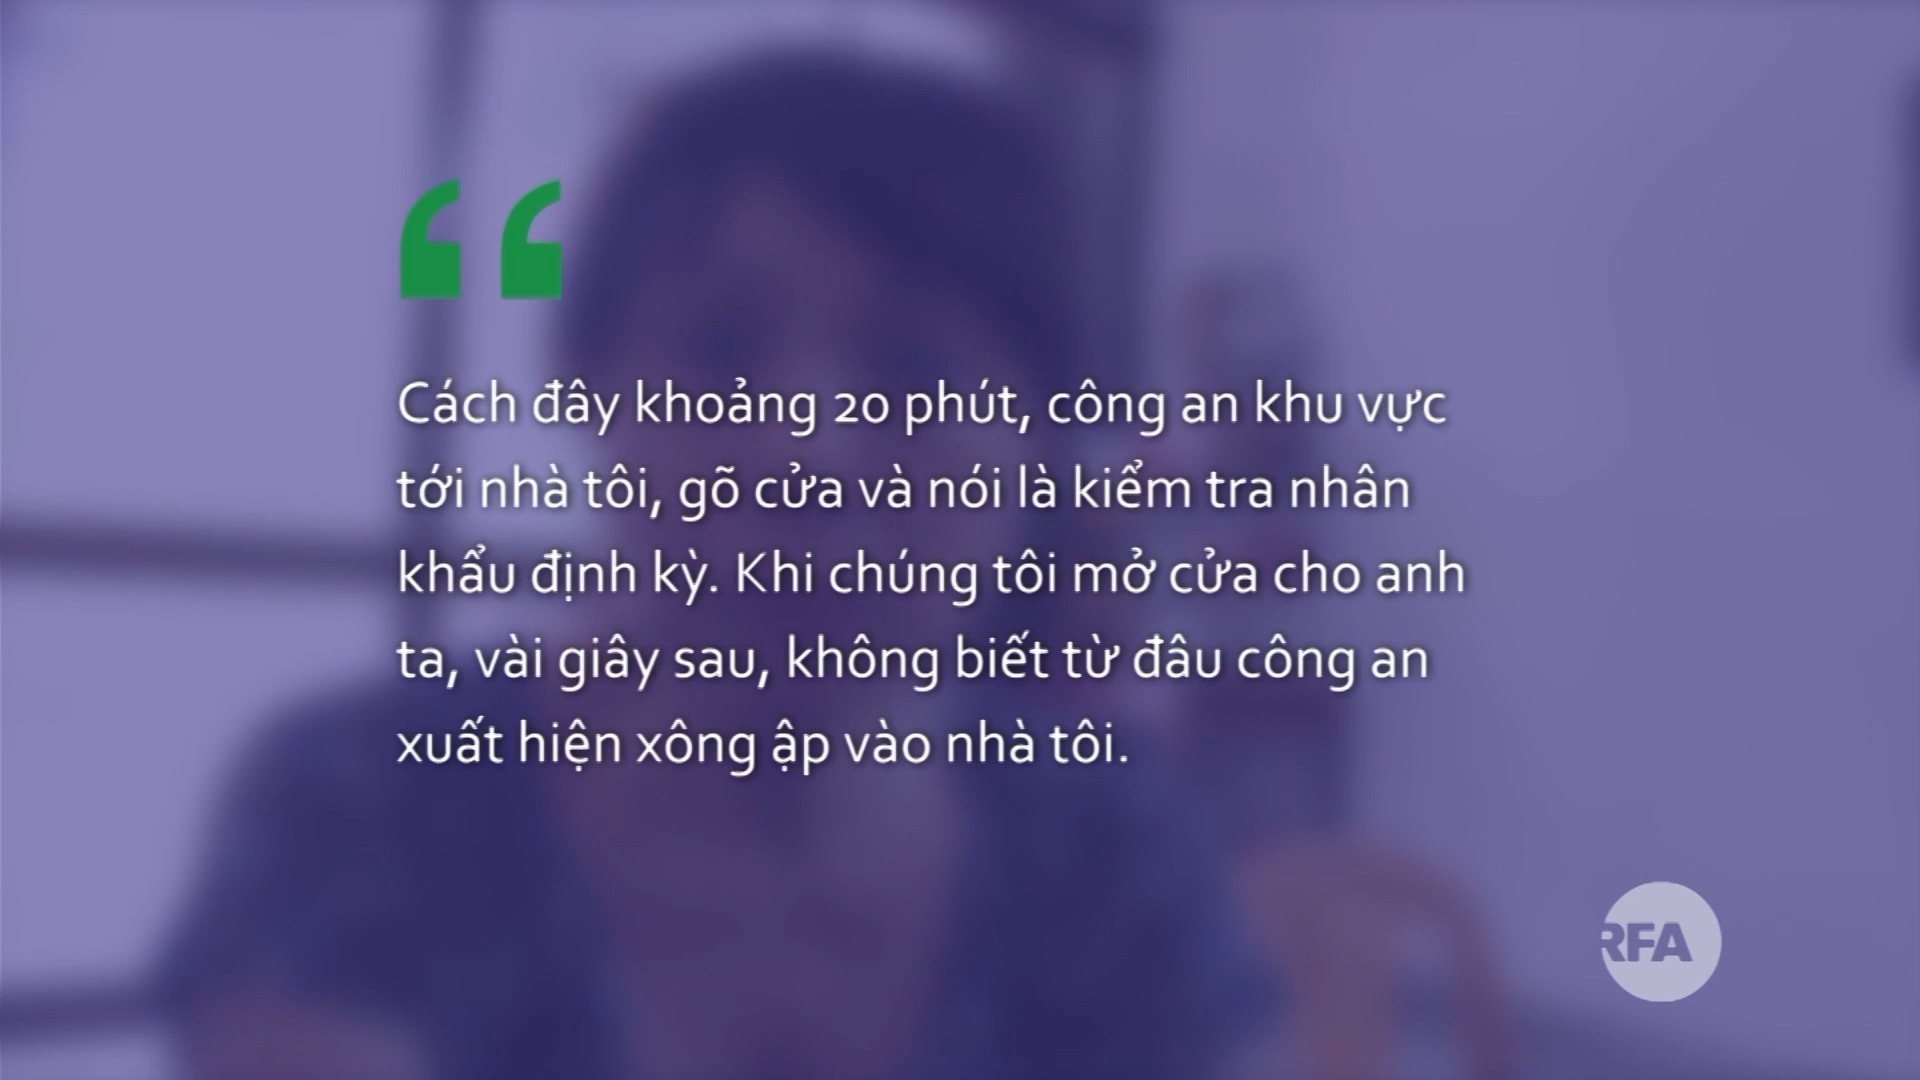 “
Cách đây khoảng 20 phút, công an khu vực
tới nhà tôi, gõ cửa và nói là kiểm tra nhân
khẩu định kỳ. Khi chúng tôi mở cửa cho anh
ta, vài giây sau, không biết từ đâu công an
xuất hiện xông ập vào nhà tôi.
RFA